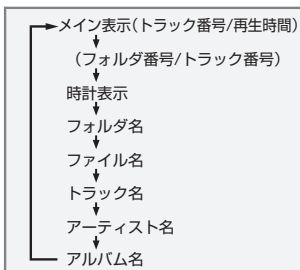 メイン表示(トラック番号/再生時間)
(フォルダ番号/トラック番号)
時計表示
フォルダ名
ファイル名
トラック名
アーティスト名
アルバム名